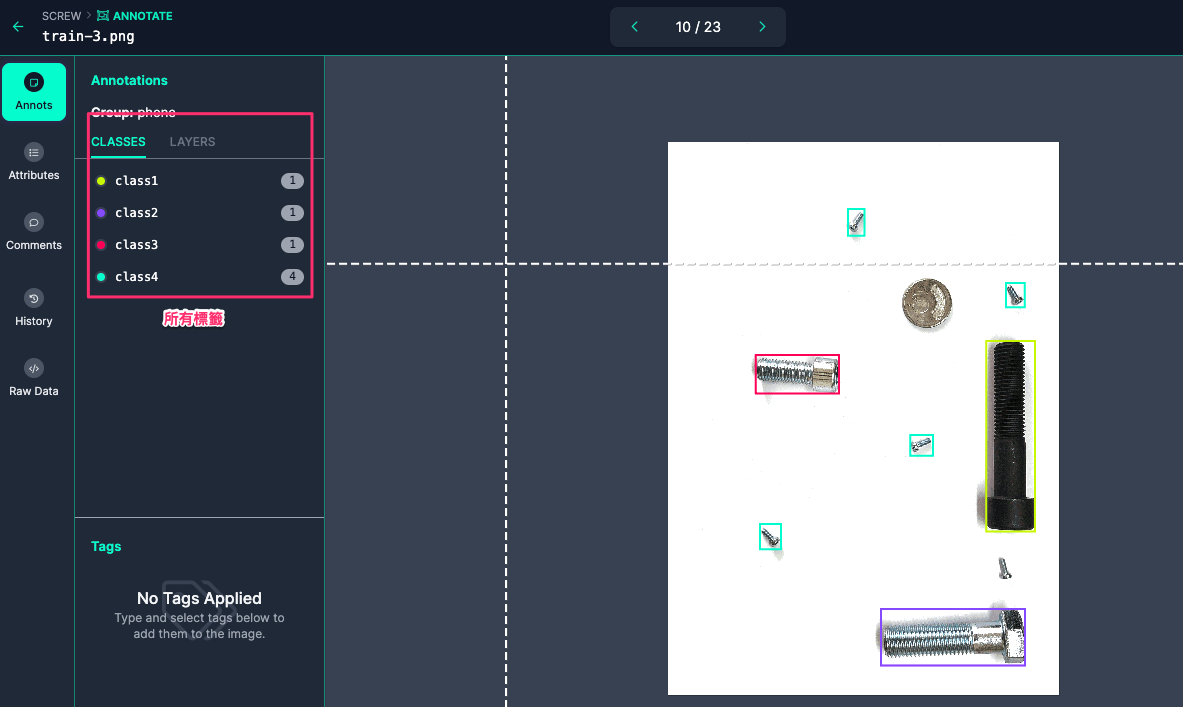 SCREW > ANNOTATE
train-3.png
10 / 23
Annots
Attributes
Comments
History
Raw Data
Annotations
Group: phone
CLASSES LAYERS
class1 1
class2 1
class3 1
class4 4
所有標籤
Tags
No Tags Applied
Type and select tags below to
add them to the image.